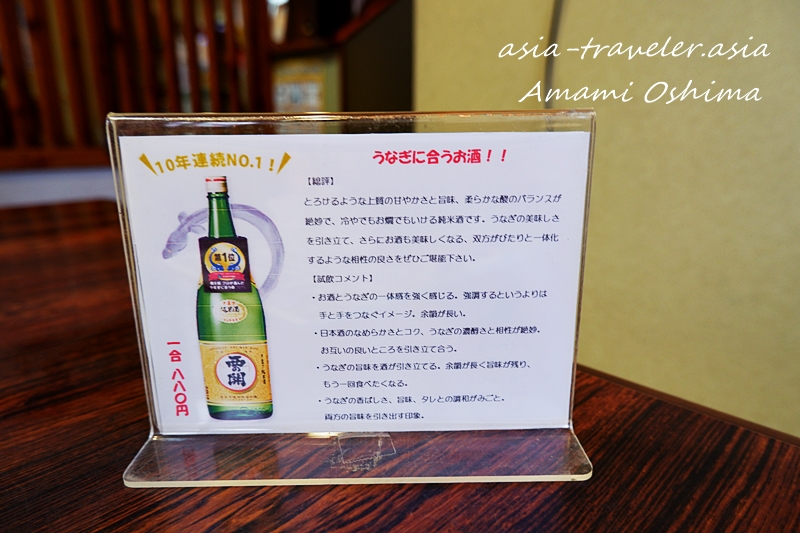 asia-traveler.asia
Amami Oshima
10年連続NO.1！
うなぎに合うお酒！！
【総評】
とろけるような上質の甘やかさと旨味、柔らかな酸のバランスが
絶妙で、冷やでもお燗でもいける純米酒です。うなぎの美味しさ
を引き立て、さらにお酒も美味しくなる、双方がぴたりと一体化
するような相性の良さをぜひご堪能下さい。
【試飲コメント】
・お酒とうなぎの一体感を強く感じる。強調するというよりは
手と手をつなぐイメージ。余韻が長い。
・日本酒のなめらかさとコク、うなぎの濃醇さと相性が絶妙。
お互いの良いところを引き立て合う。
・うなぎの旨味を酒が引き立てる。余韻が長く旨味が残り、
もう一回食べたくなる。
・うなぎの香ばしさ、旨味、タレとの調和がみごと。
両方の旨味を引き出す印象。
第1位
純米酒
西の関
一合 八八〇円